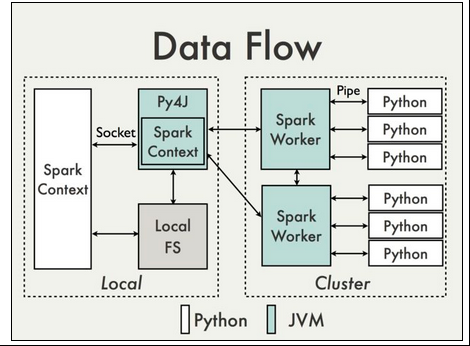 Data Flow
Spark
Context
Socket
Py4J
Spark
Context
Local
FS
Local
Spark
Worker
Spark
Worker
Pipe
Python
Python
Python
Python
Python
Python
Cluster
Python
JVM